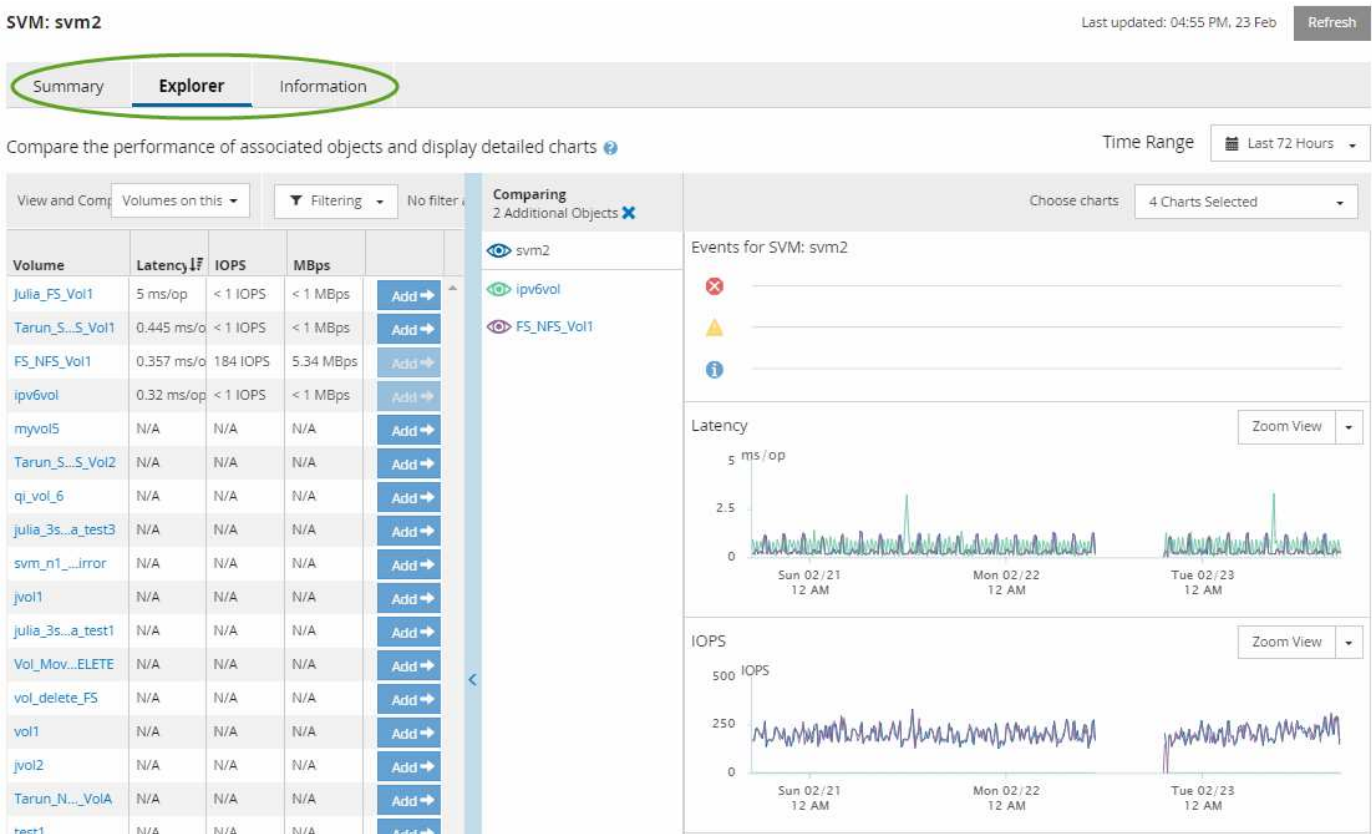 SVM: svm2
Last updated: 04:55 PM, 23 Feb
Refresh
Summary
Explorer
Information
Compare the performance of associated objects and display detailed charts
Time Range
Last 72 Hours
View and Comp
Volumes on this
Filtering
No filter
Comparing
2 Additional Objects
Choose charts
4 Charts Selected
Volume Latency IOPS MBps
Julia_FS_Vol1 5 ms/op < 1 IOPS < 1 MBps Add
Tarun_S...S_Vol1 0.445 ms/o < 1 IOPS < 1 MBps Add
FS_NFS_Vol1 0.357 ms/o 184 IOPS 5.34 MBps Add
ipv6vol 0.32 ms/op < 1 IOPS < 1 MBps Add
myvol5 N/A N/A N/A Add
Tarun_S...S_Vol2 N/A N/A N/A Add
qi_vol_6 N/A N/A N/A Add
julia_3s...a_test3 N/A N/A N/A Add
svm_n1_...irror N/A N/A N/A Add
jvol1 N/A N/A N/A Add
julia_3s...a_test1 N/A N/A N/A Add
Vol_Mov...ELETE N/A N/A N/A Add
vol_delete_FS N/A N/A N/A Add
vol1 N/A N/A N/A Add
jvol2 N/A N/A N/A Add
Tarun_N..._VolA N/A N/A N/A Add
test1 N/A N/A N/A Add
svm2
ipv6vol
FS_NFS_Vol1
Events for SVM: svm2
Latency
Zoom View
ms/op
5
2.5
0
Sun 02/21 Mon 02/22 Tue 02/23
12 AM 12 AM 12 AM
IOPS
Zoom View
IOPS
500
250
0
Sun 02/21 Mon 02/22 Tue 02/23
12 AM 12 AM 12 AM